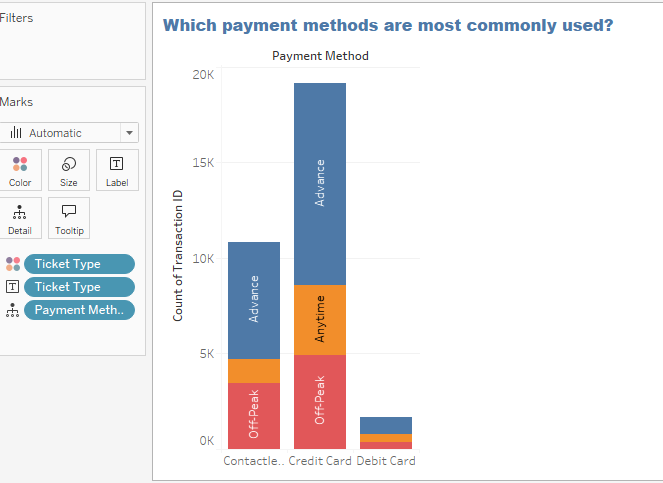 Filters
Marks
Automatic
Color
Size
Label
Detail
Tooltip
Ticket Type
Ticket Type
Payment Meth..
Which payment methods are most commonly used?
Payment Method
Count of Transaction ID
20K
15K
10K
5K
0K
Advance
Off-Peak
Advance
Anytime
Off-Peak
Contactle.. Credit Card Debit Card